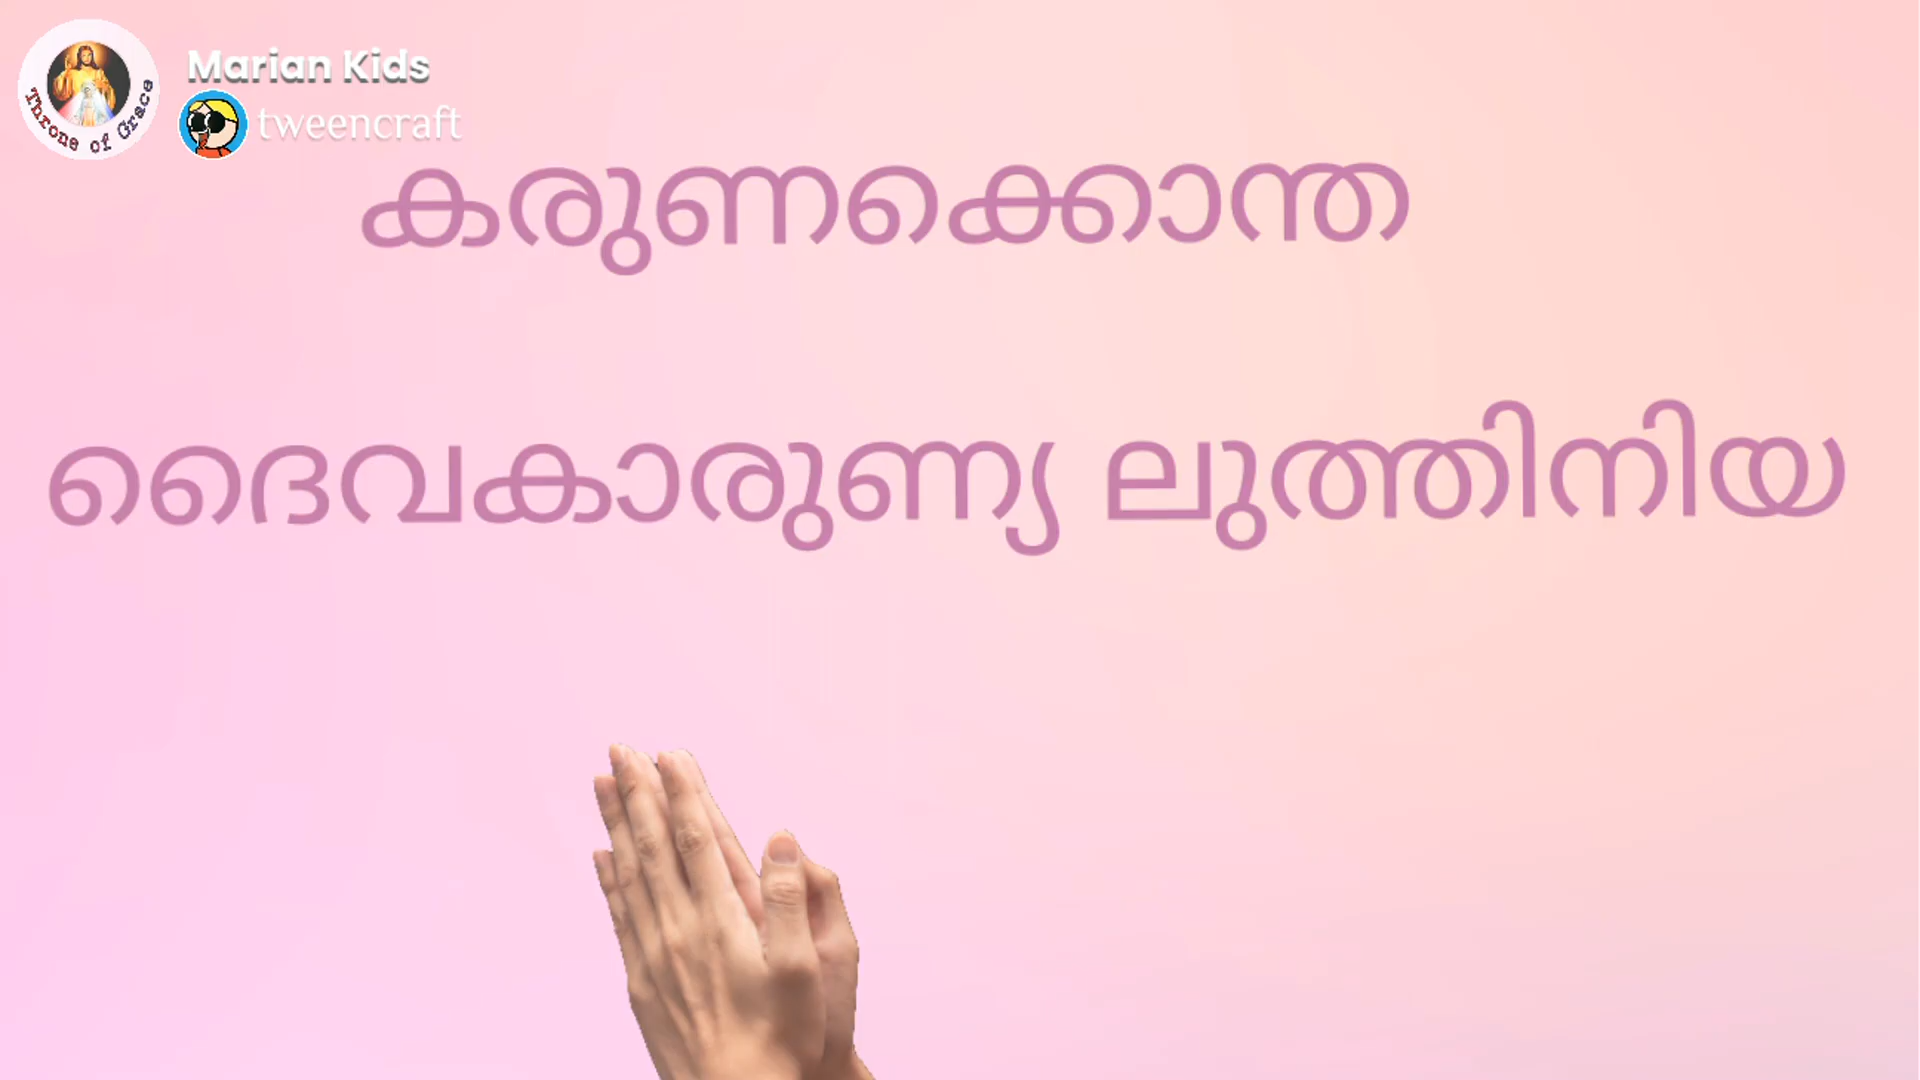 Throne of Grace
Marian Kids
tweencraft
കരുണക്കൊന്ത
ദൈവകാരുണ്യ ലുത്തിനിയ